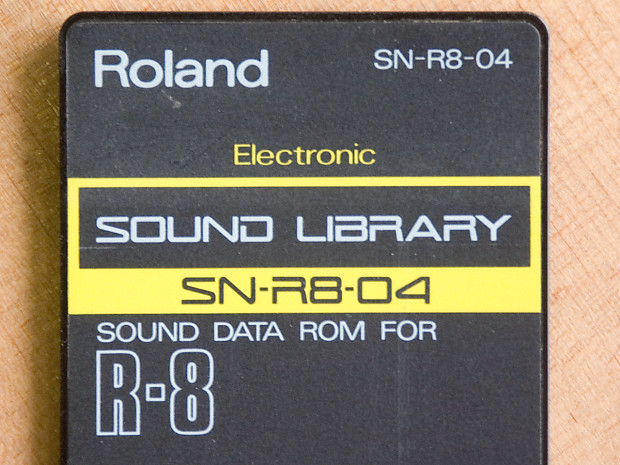 Roland SN-R8-04
Electronic
SOUND LIBRARY
SN-R8-04
SOUND DATA ROM FOR
R-8